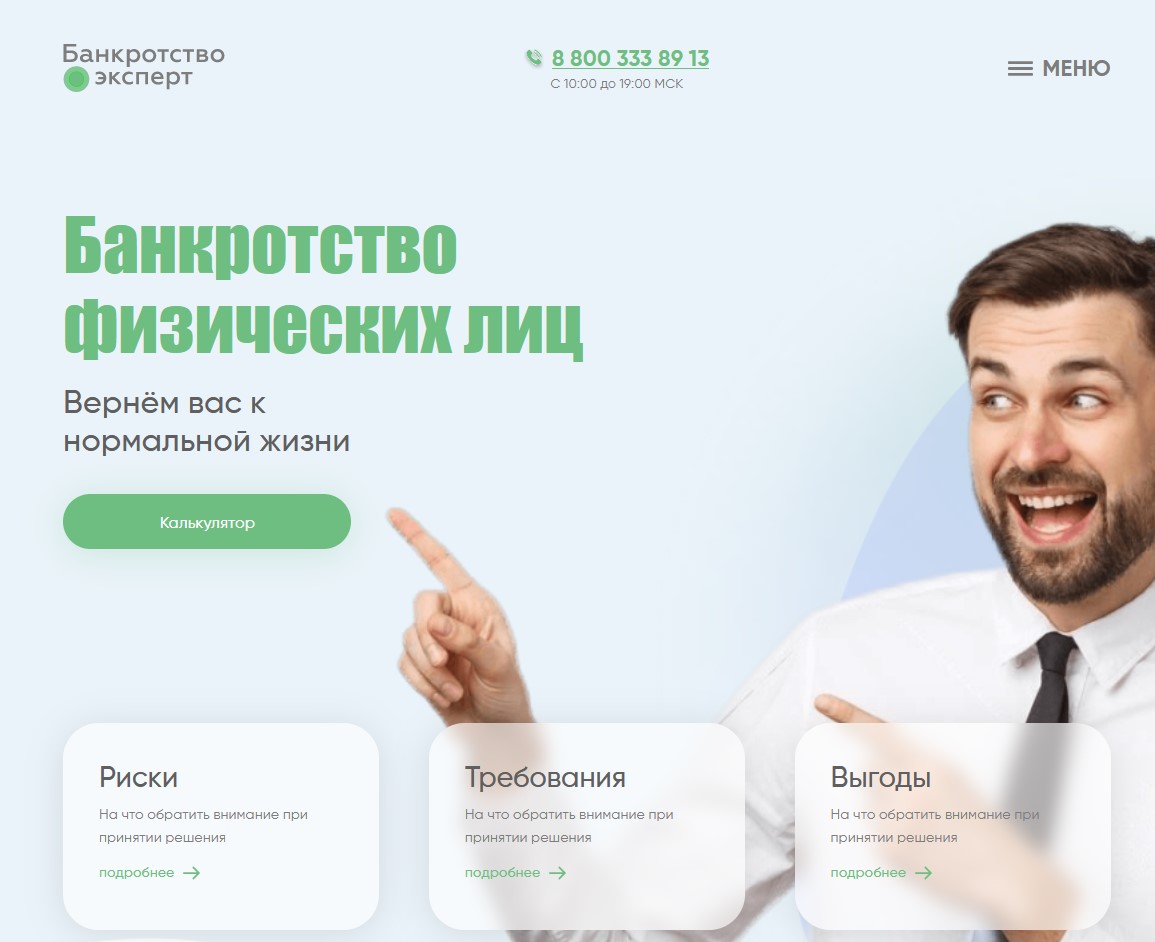 Банкротство
эксперт
8 800 333 89 13
С 10:00 до 19:00 МСК
МЕНЮ
Банкротство
физических лиц
Вернём вас к
нормальной жизни
Калькулятор
Риски
На что обратить внимание при
принятии решения
подробнее
Требования
На что обратить внимание при
принятии решения
подробнее
Выгоды
На что обратить внимание при
принятии решения
подробнее